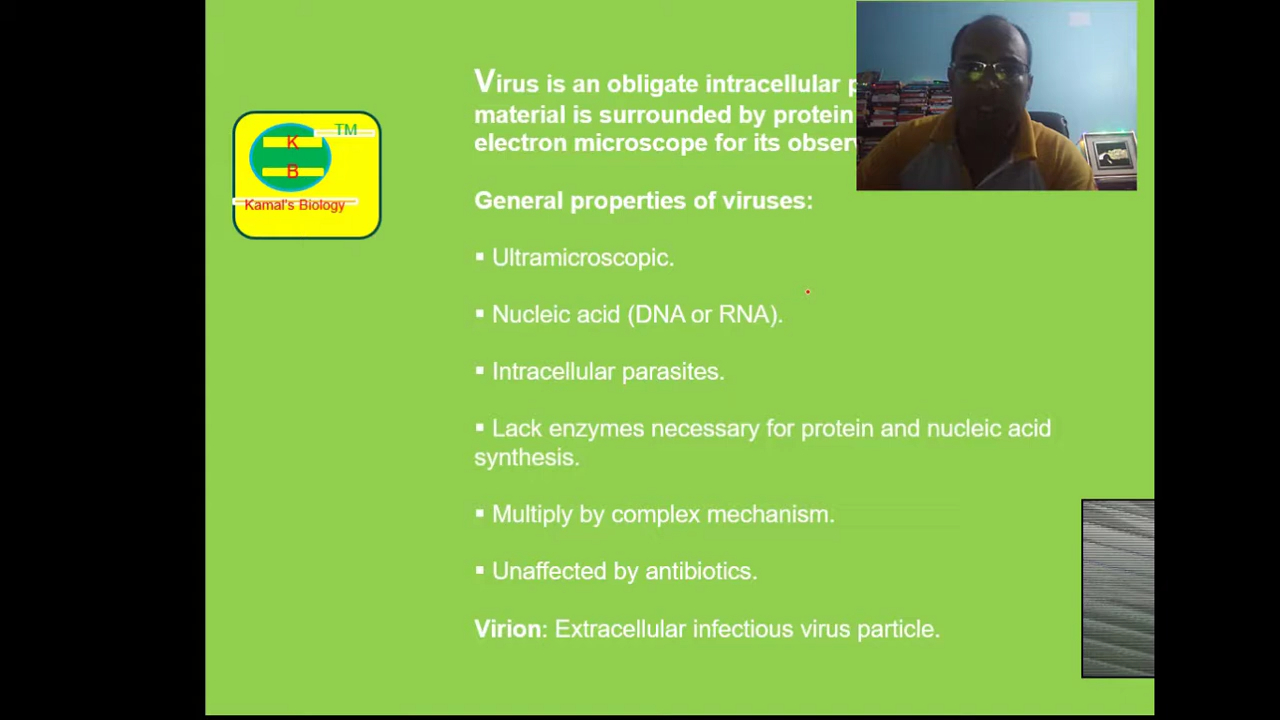 TM
K
B
Kamal's Biology
Virus is an obligate intracellular
material is surrounded by protein
electron microscope for its
General properties of viruses:
▪ Ultramicroscopic.
▪ Nucleic acid (DNA or RNA).
▪ Intracellular parasites.
▪ Lack enzymes necessary for protein and nucleic acid
synthesis.
▪ Multiply by complex mechanism.
▪ Unaffected by antibiotics.
Virion: Extracellular infectious virus particle.